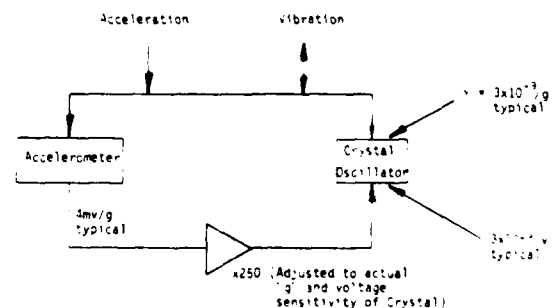 Acceleration
Vibration
typical
Accelerometer
Crystal
Oscillator
4mv/g
typical
typical
x250 (Adjusted to actual
"g" and voltage
sensitivity of Crystal)